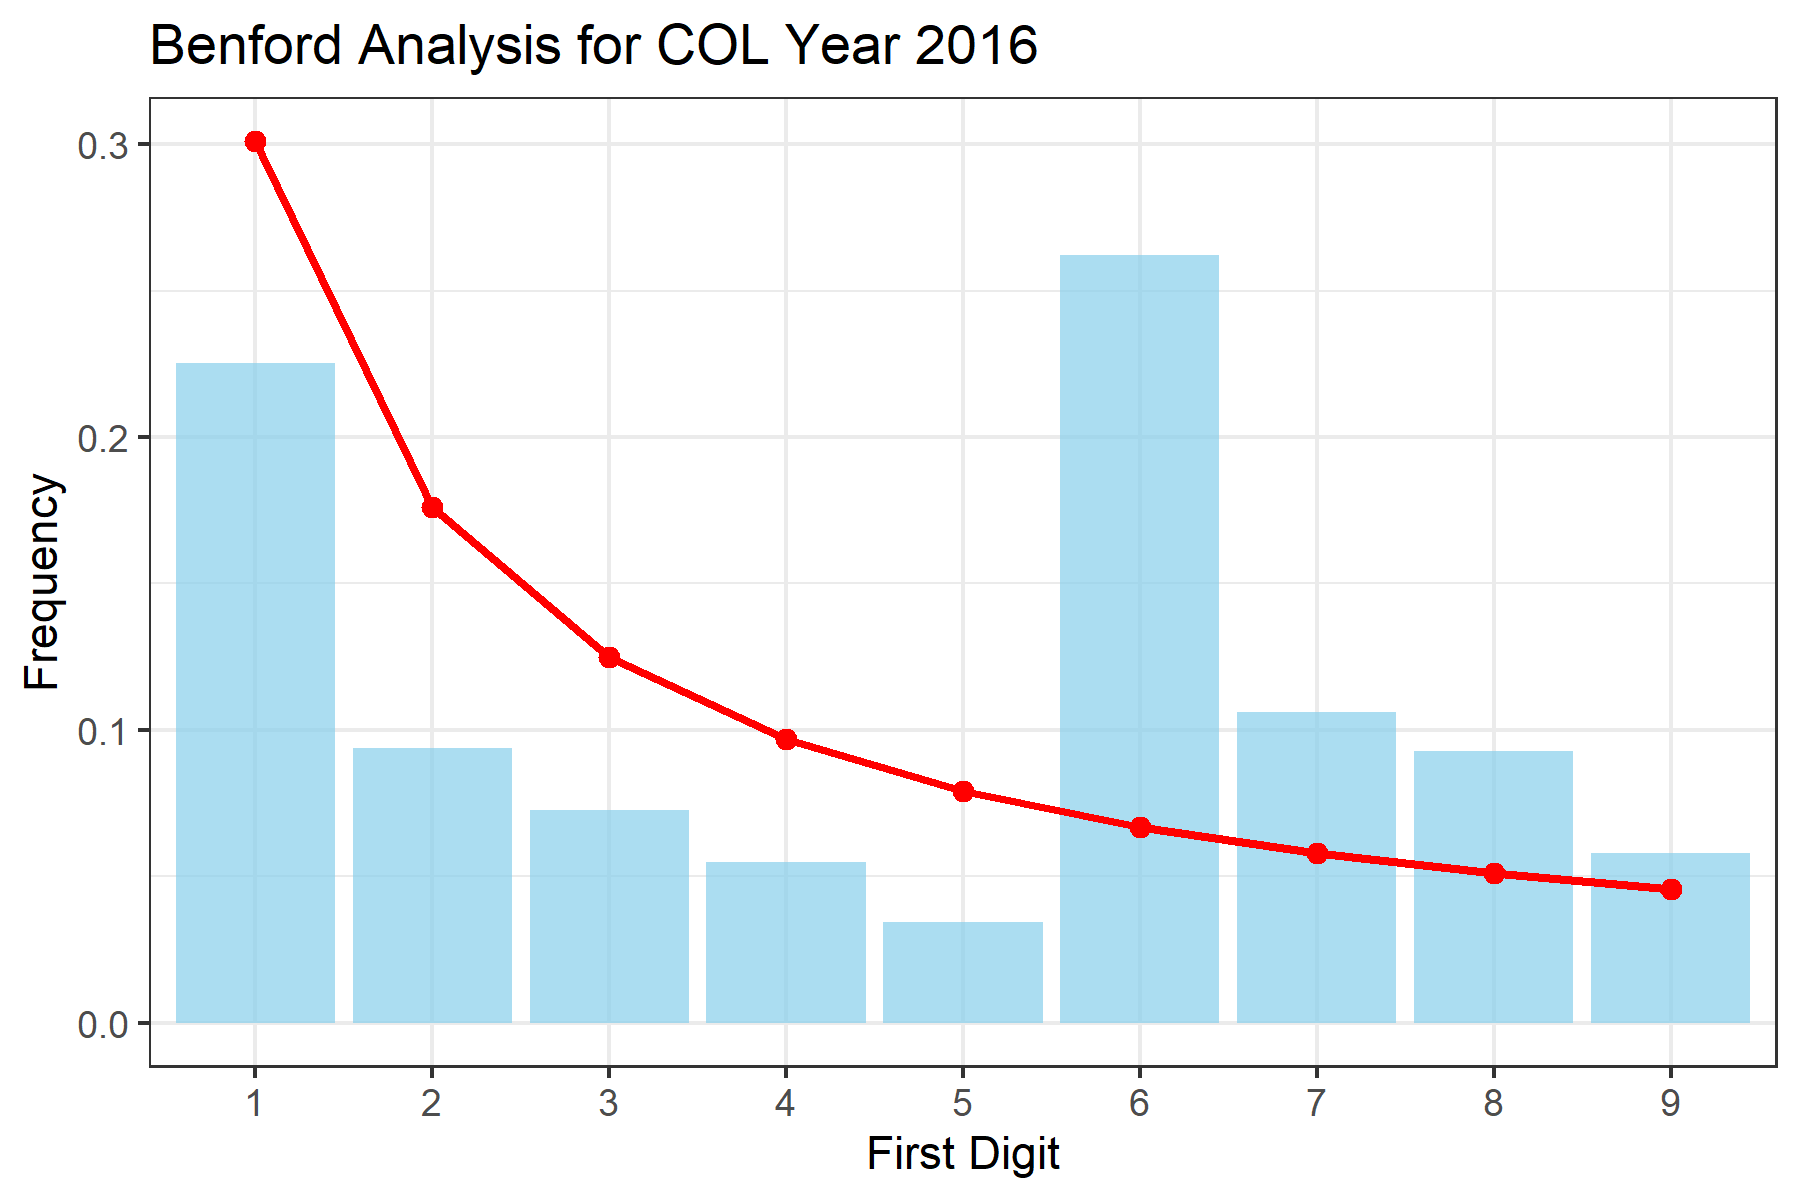 Benford Analysis for COL Year 2016
Frequency
0.3
0.2
0.1
0.0
1 2 3 4 5 6 7 8 9
First Digit